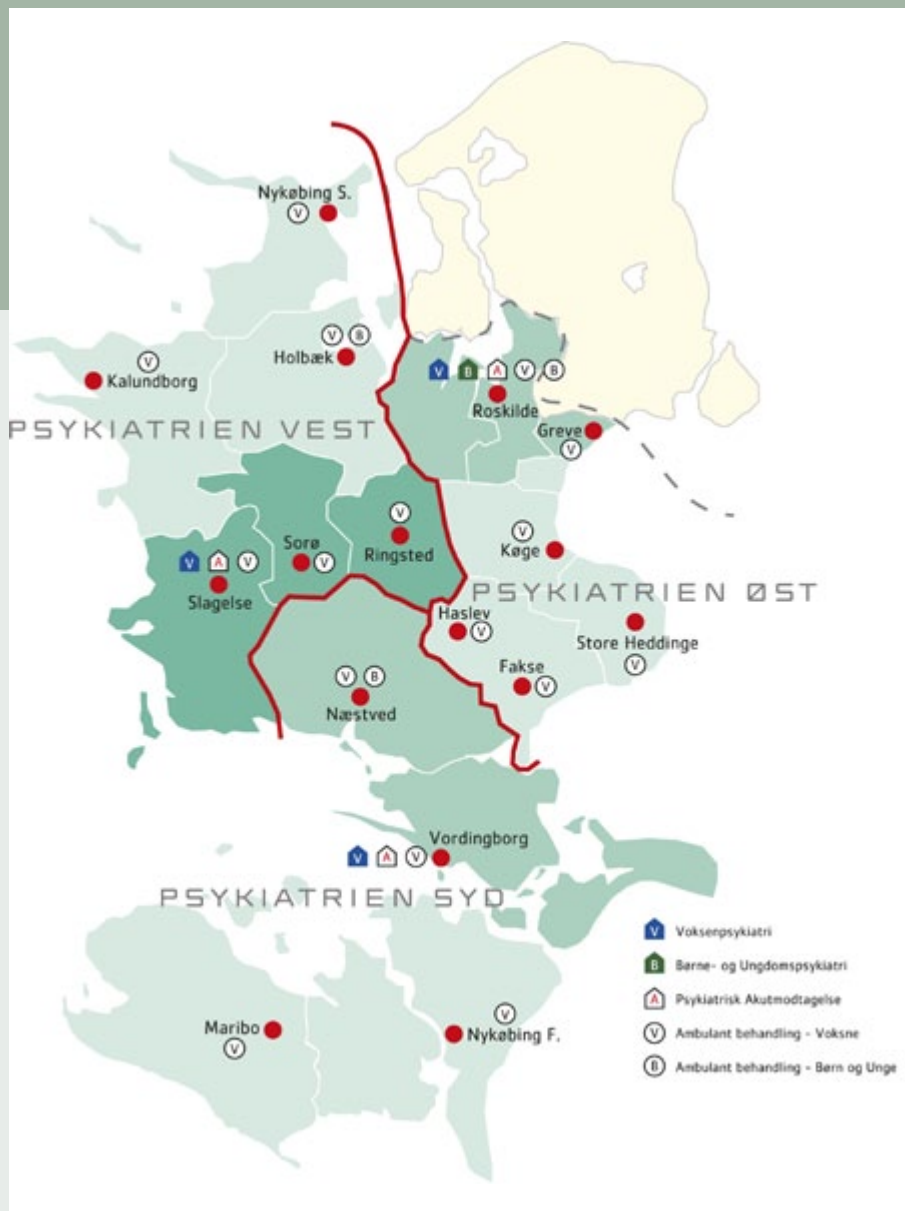 Nykøbing S.
V
V B
Holbæk
V
Kalundborg
V B A V B
Roskilde
Greve
V
PSYKIATRIEN VEST
V
Ringsted
Sorø
V
V A V
Slagelse
V
Køge
PSYKIATRIEN ØST
Haslev
V
Store Heddinge
V
Fakse
V
V B
Næstved
Vordingborg
V A V
PSYKIATRIEN SYD
Maribo
V
V
Nykøbing F.
V Voksenpsykiatri
B Børne- og Ungdomspsykiatri
A Psykiatrisk Akutmodtagelse
V Ambulant behandling - Voksne
B Ambulant behandling - Børn og Unge